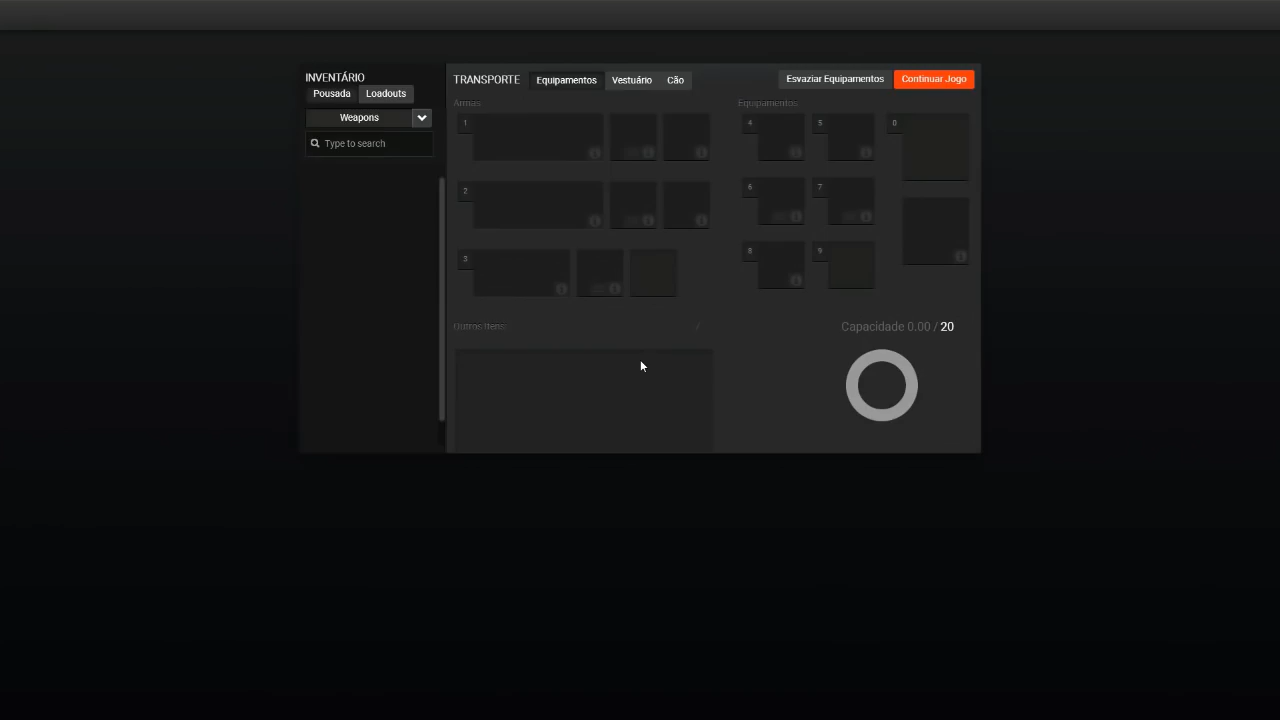 INVENTÁRIO
Pousada Loadouts
Weapons
Type to search
TRANSPORTE Equipamentos Vestuário Cão Esvaziar Equipamentos Continuar Jogo
Armas
Equipamentos
1
2
3
4 5 0
6 7
8 9
Outros Itens: /
Capacidade 0.00 / 20